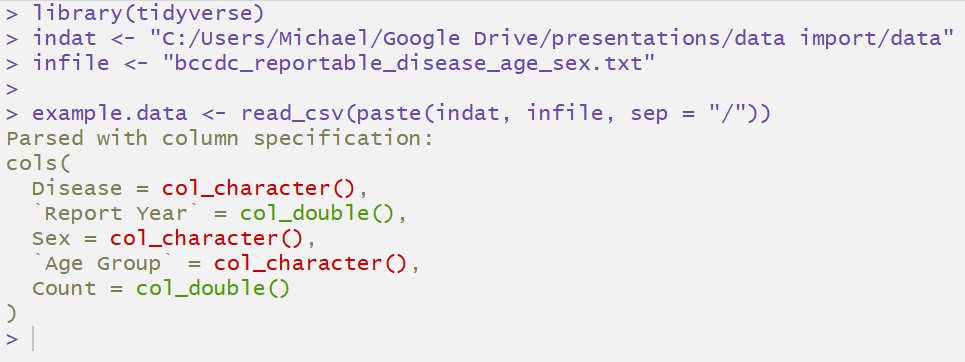 > library(tidyverse)
> indat <- "C:/Users/Michael/Google Drive/presentations/data import/data"
> infile <- "bccdc_reportable_disease_age_sex.txt"
>
> example.data <- read_csv(paste(indat, infile, sep = "/"))
Parsed with column specification:
cols(
  Disease = col_character(),
  `Report Year` = col_double(),
  Sex = col_character(),
  `Age Group` = col_character(),
  Count = col_double()
)
>